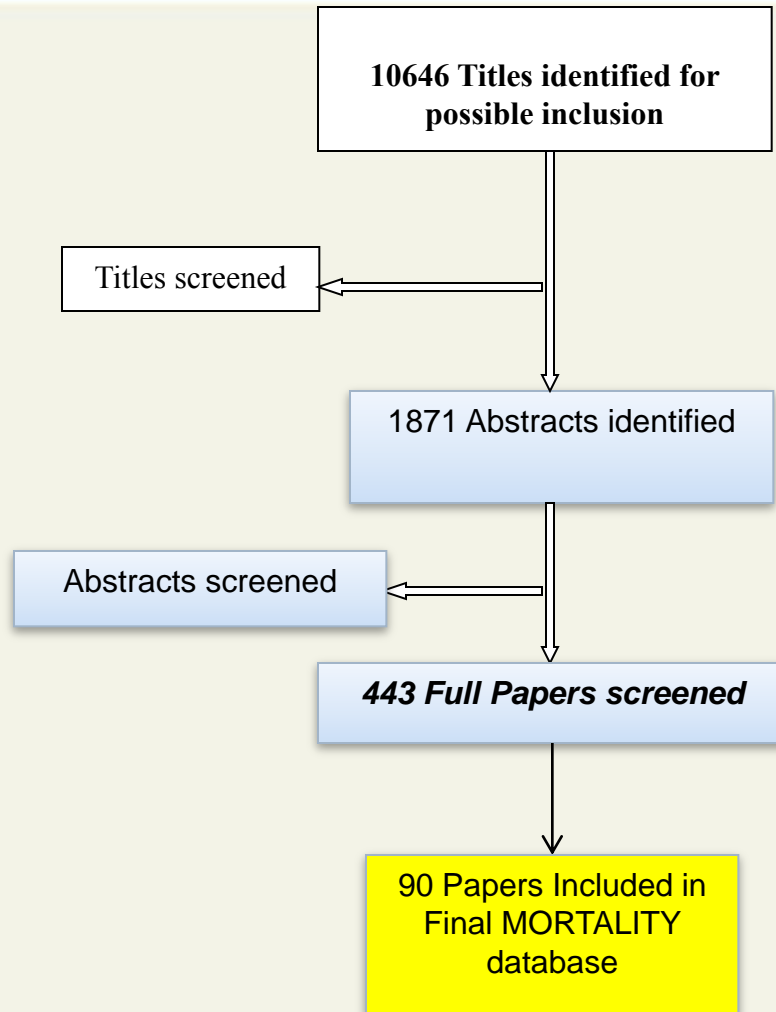 10646 Titles identified for
possible inclusion
Titles screened
1871 Abstracts identified
Abstracts screened
443 Full Papers screened
90 Papers Included in
Final MORTALITY
database